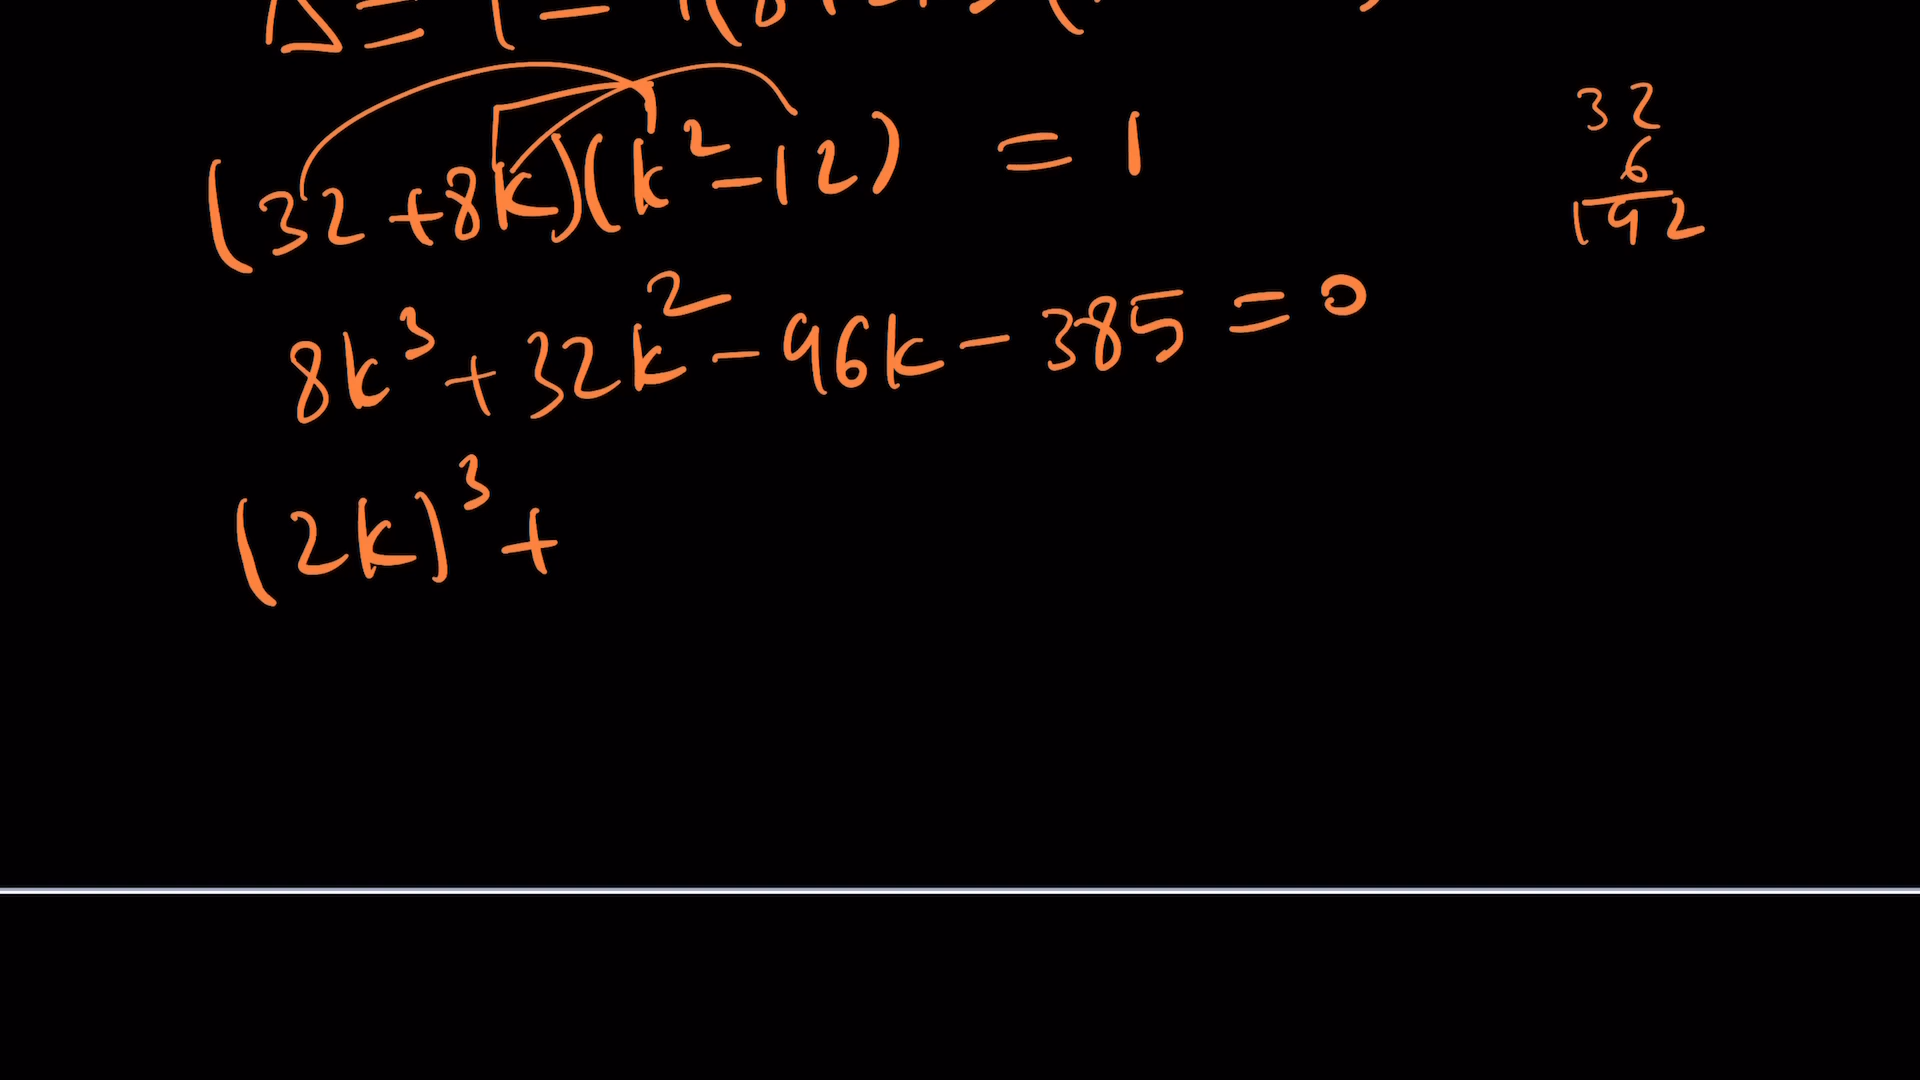 (32+8k)(k²-12) = 1
32
6
192
8k³+32k²-96k-385=0
(2k)³+